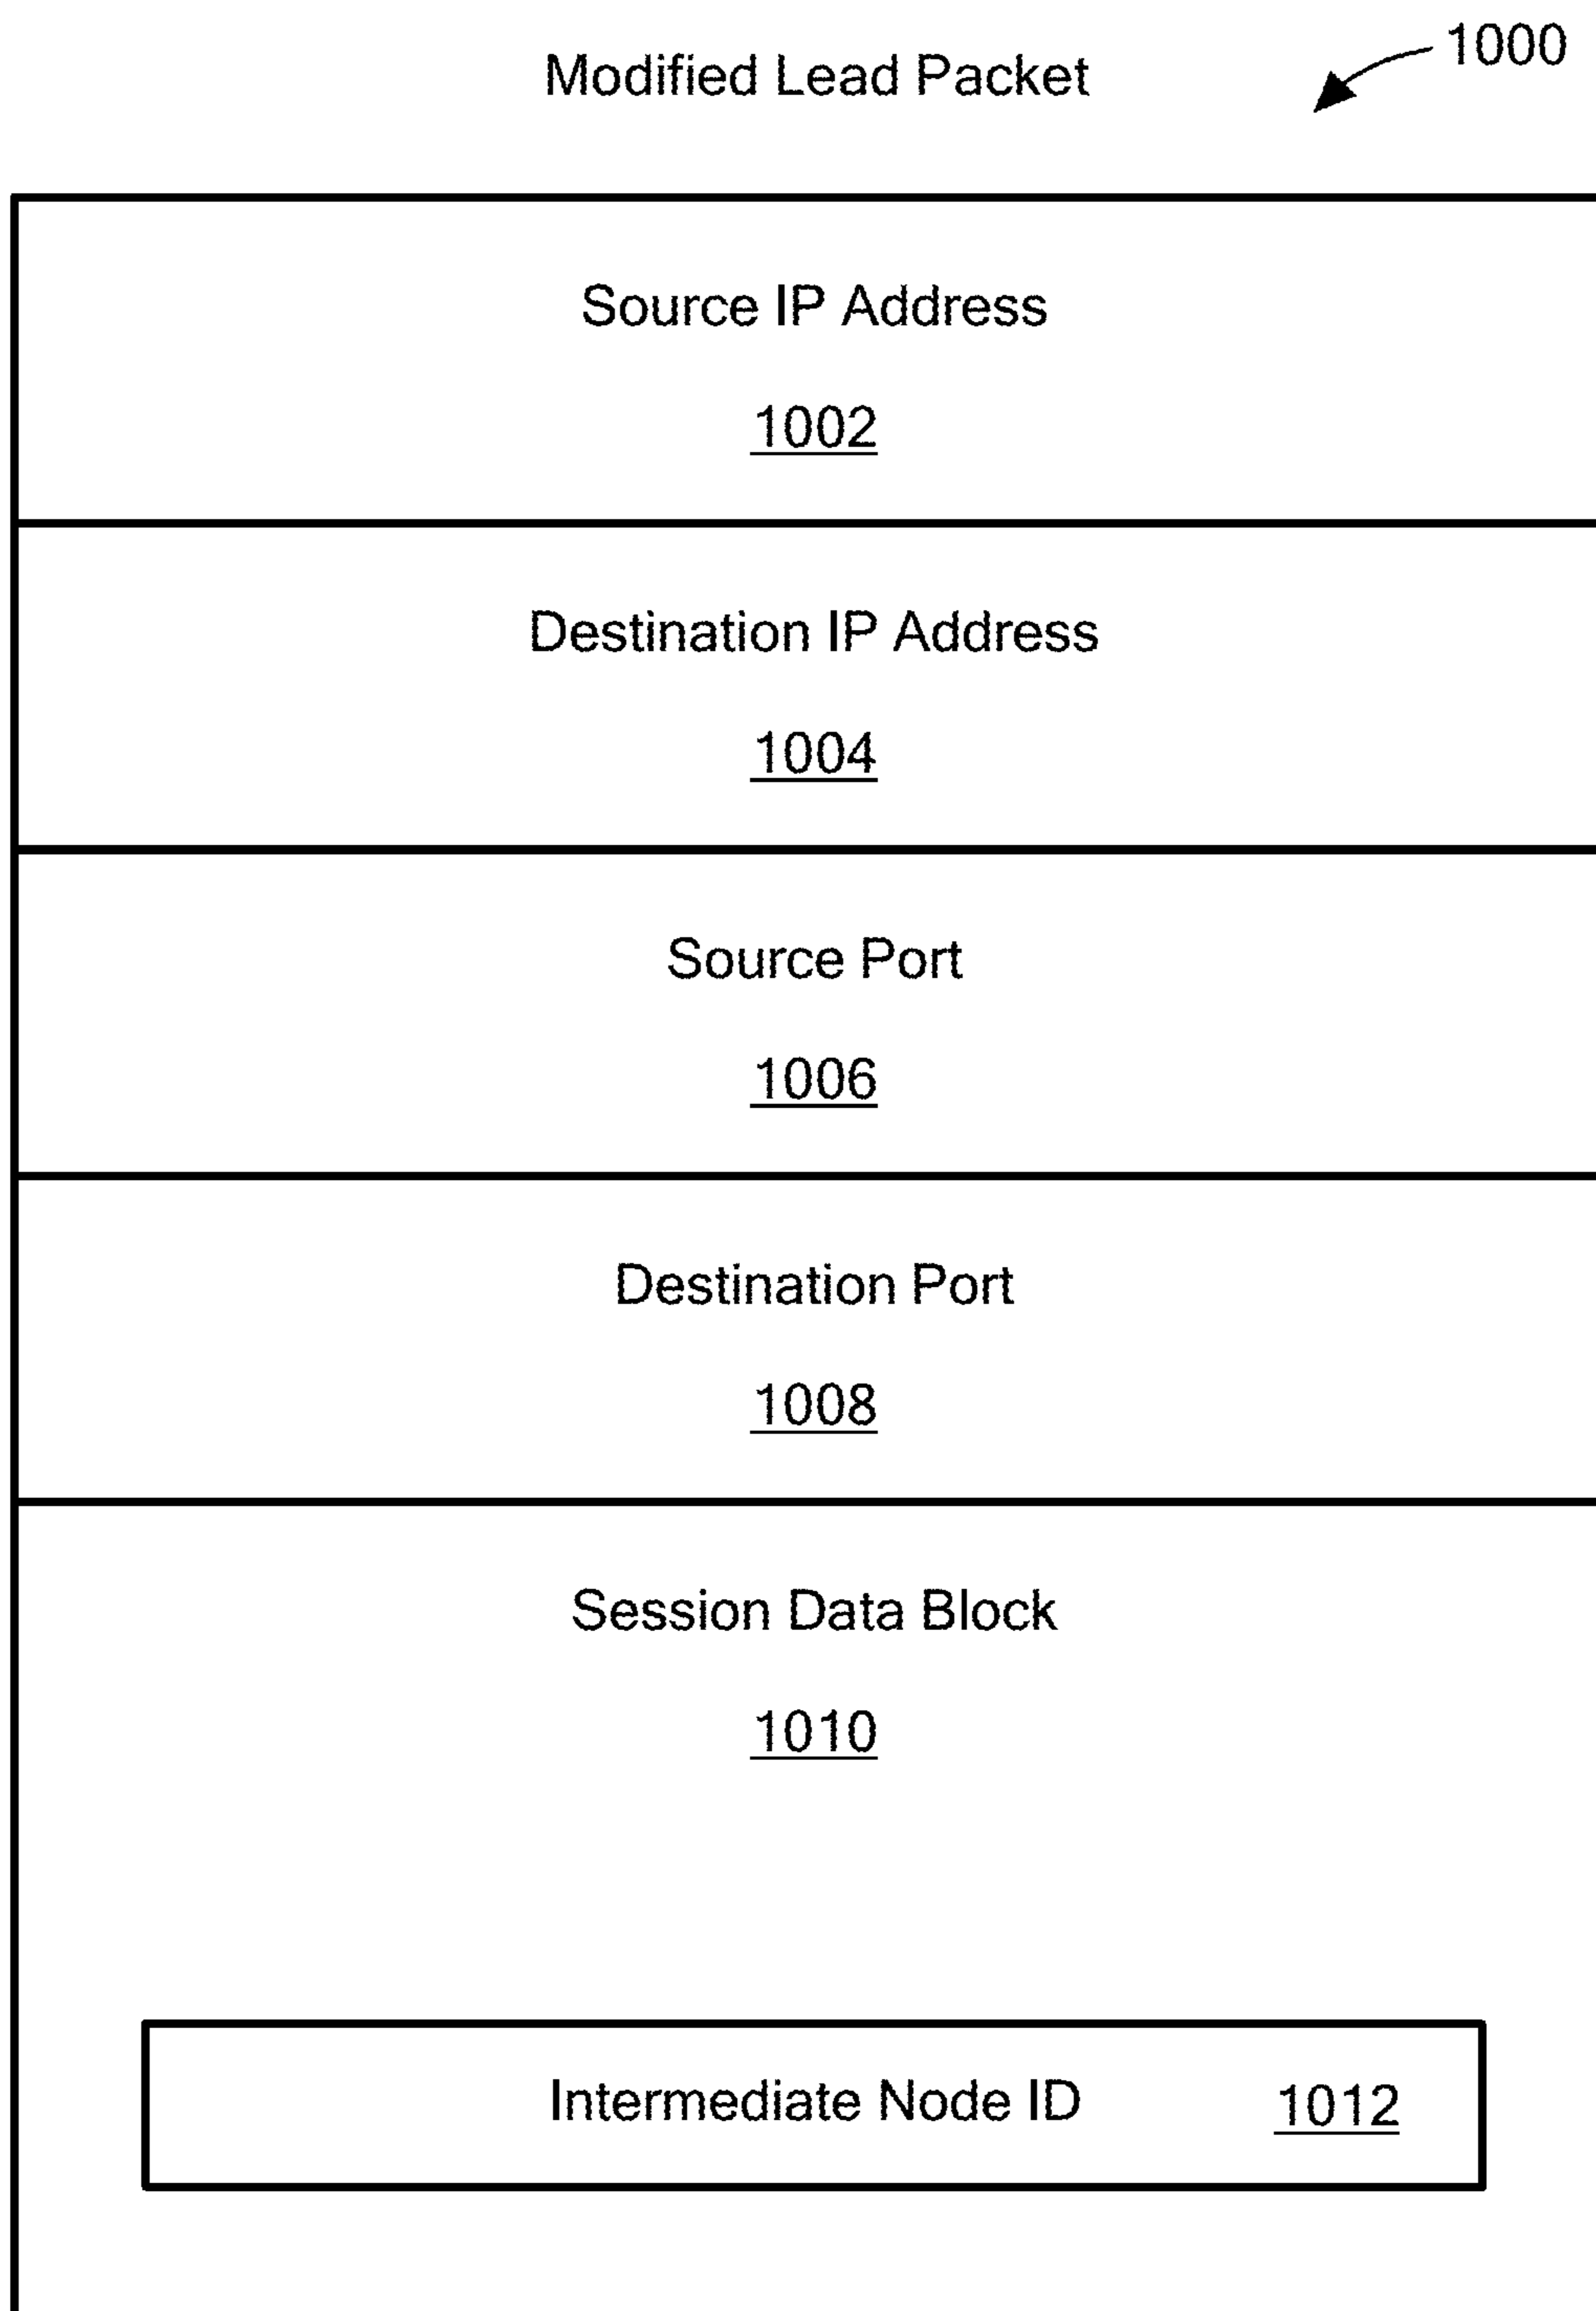 1000
Modified Lead Packet
Source IP Address
1002
Destination IP Address
1004
Source Port
1006
Destination Port
1008
Session Data Block
1010
Intermediate Node ID 1012